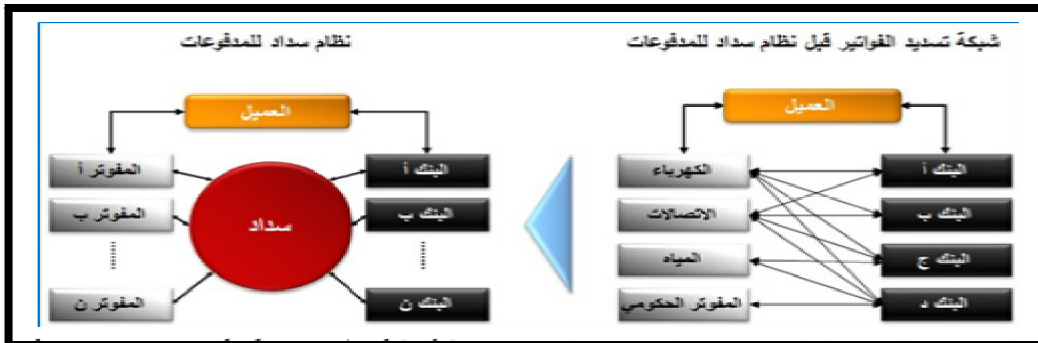 شبكة تسديد الفواتير قبل نظام سداد للمدفوعات
العميل
البنك أ
الكهرباء
البنك ب
الاتصالات
البنك ج
المياه
البنك د
المفوتر الحكومي
نظام سداد للمدفوعات
العميل
البنك أ
المفوتر أ
البنك ب
المفوتر ب
سداد
البنك ن
المفوتر ن